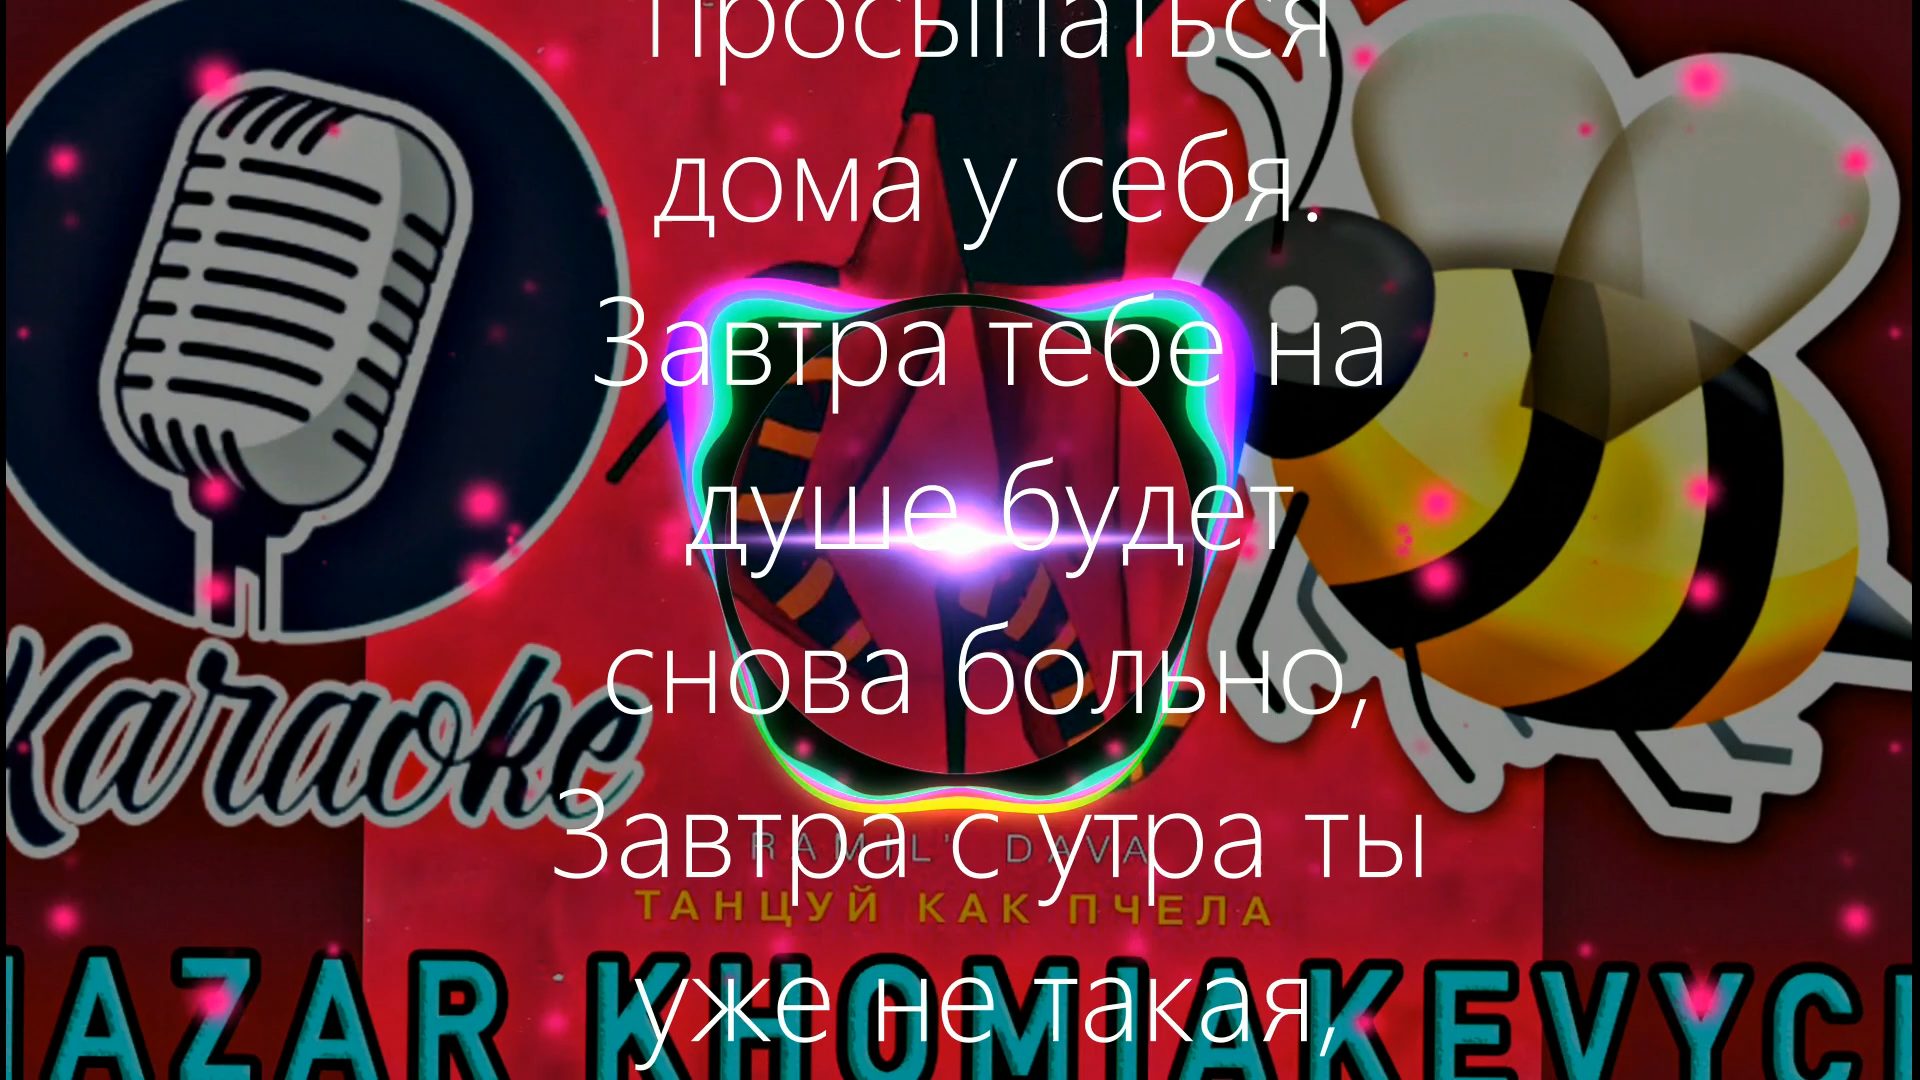 Просыпаться
дома у себя.
Завтра тебе на
душе будет
снова больно,
Karaoke
Завтра с утра ты
RAMIL' DAVA
ТАНЦУЙ КАК ПЧЕЛА
уже не такая,
AZAR KHOMIAKEVYC